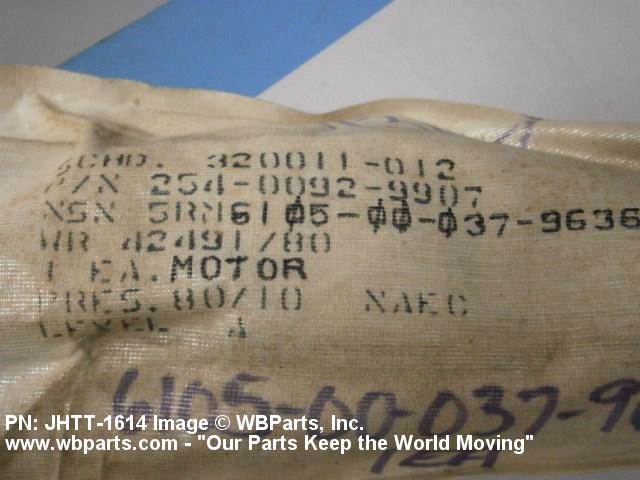 SCHD. 320011-012
P/N 254-0092-9907
NSN 5RM6105-00-037-9636
WR 42491/80
1 EA. MOTOR
PRES. 80/10 NAEC
LEVEL A
6105-00-037-96
PN: JHTT-1614 Image © WBParts, Inc.
www.wbparts.com - "Our Parts Keep the World Moving"